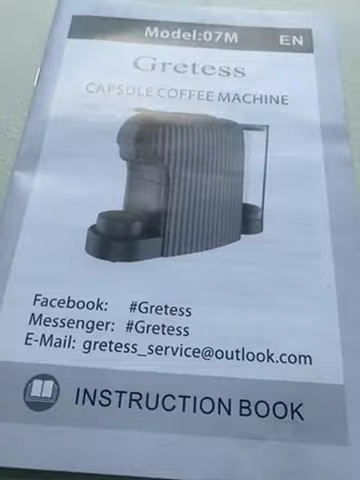 Model:07M EN
Gretess
CAPSULE COFFEE MACHINE
Facebook: #Gretess
Messenger: #Gretess
E-Mail: gretess_service@outlook.com
INSTRUCTION BOOK